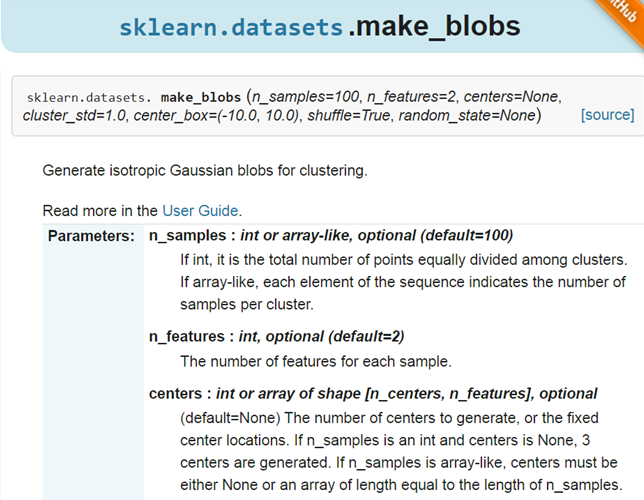 sklearn.datasets.make_blobs
sklearn.datasets. make_blobs (n_samples=100, n_features=2, centers=None,
cluster_std=1.0, center_box=(-10.0, 10.0), shuffle=True, random_state=None) [source]
Generate isotropic Gaussian blobs for clustering.
Read more in the User Guide.
Parameters: n_samples : int or array-like, optional (default=100)
If int, it is the total number of points equally divided among clusters.
If array-like, each element of the sequence indicates the number of
samples per cluster.
n_features : int, optional (default=2)
The number of features for each sample.
centers : int or array of shape [n_centers, n_features], optional
(default=None) The number of centers to generate, or the fixed
center locations. If n_samples is an int and centers is None, 3
centers are generated. If n_samples is array-like, centers must be
either None or an array of length equal to the length of n_samples.